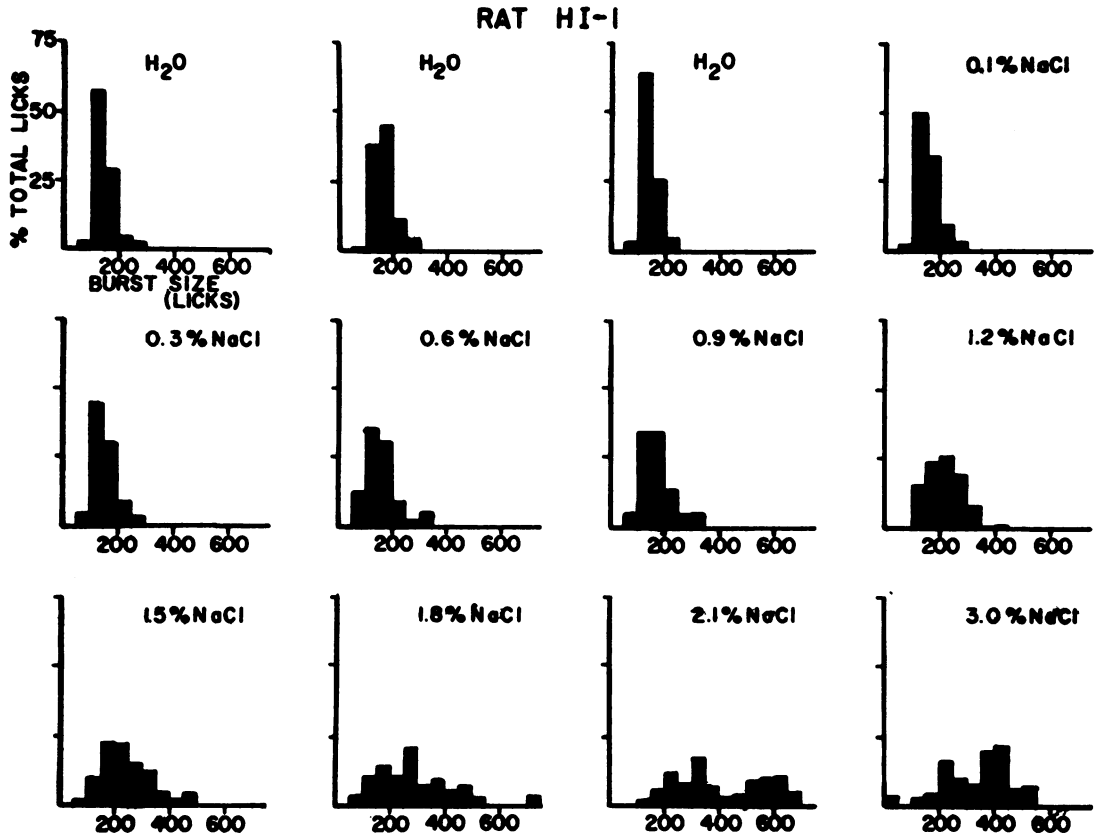 RAT HI-1
% TOTAL LICKS
75
50
25
H2O
200 400 600
BURST SIZE
(LICKS)
H2O
200 400 600
H2O
200 400 600
0.1% NaCl
200 400 600
0.3% NaCl
200 400 600
0.6% NaCl
200 400 600
0.9% NaCl
200 400 600
1.2% NaCl
200 400 600
1.5% NaCl
200 400 600
1.8% NaCl
200 400 600
2.1% NaCl
200 400 600
3.0% NaCl
200 400 600